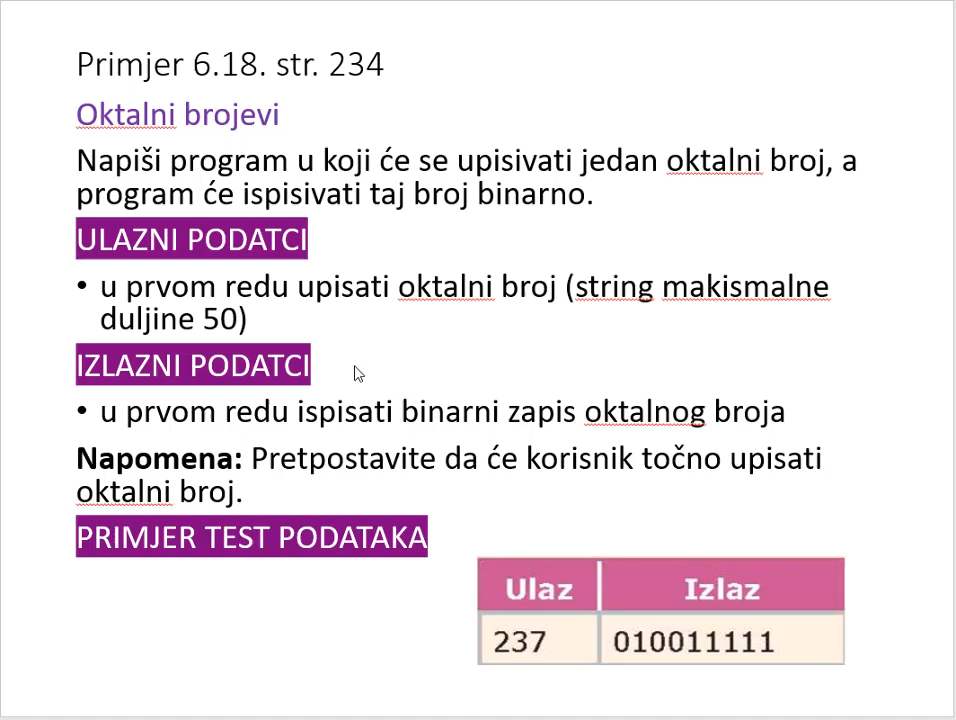 Primjer 6.18. str. 234
Oktalni brojevi
Napiši program u koji će se upisivati jedan oktalni broj, a
program će ispisivati taj broj binarno.
ULAZNI PODATCI
• u prvom redu upisati oktalni broj (string makismalne
duljine 50)
IZLAZNI PODATCI
• u prvom redu ispisati binarni zapis oktalnog broja
Napomena: Pretpostavite da će korisnik točno upisati
oktalni broj.
PRIMJER TEST PODATAKA
Ulaz Izlaz
237 010011111